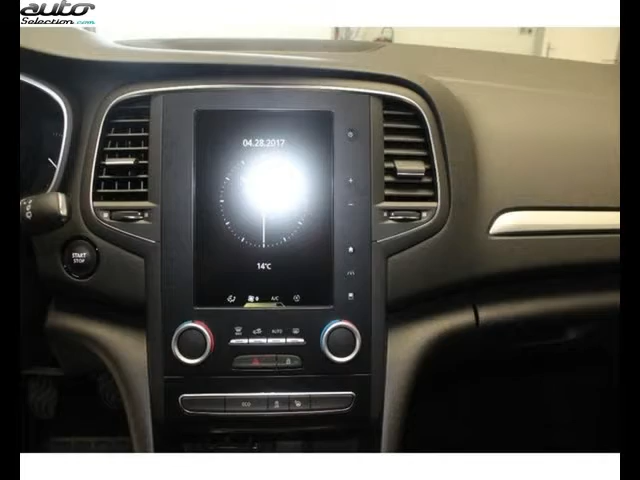 auto
Selection.com
04.28.2017
14°C
A/C
START
STOP
AUTO
ECO